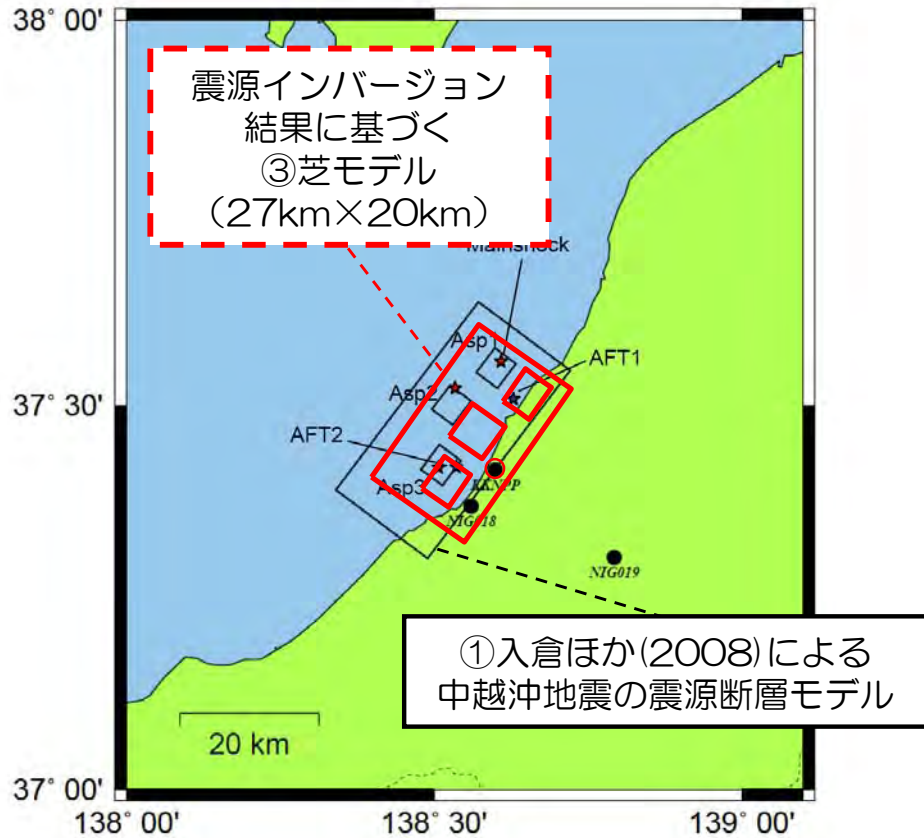 38° 00'
震源インバージョン
結果に基づく
③芝モデル
（27km×20km）
Mainshock
Asp1
AFT1
37° 30'
Asp2
AFT2
Asp3
KKNPP
NIG018
NIG019
①入倉ほか(2008)による
中越沖地震の震源断層モデル
20 km
37° 00'
138° 00'
138° 30'
139° 00'